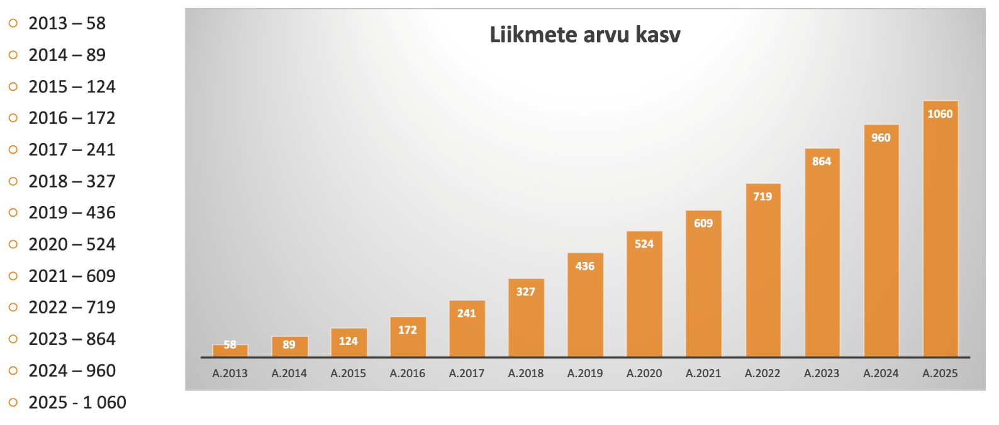 2013 – 58
2014 – 89
2015 – 124
2016 – 172
2017 – 241
2018 – 327
2019 – 436
2020 – 524
2021 – 609
2022 – 719
2023 – 864
2024 – 960
2025 - 1 060
Liikmete arvu kasv
58 89 124 172 241 327 436 524 609 719 864 960 1060
A.2013 A.2014 A.2015 A.2016 A.2017 A.2018 A.2019 A.2020 A.2021 A.2022 A.2023 A.2024 A.2025